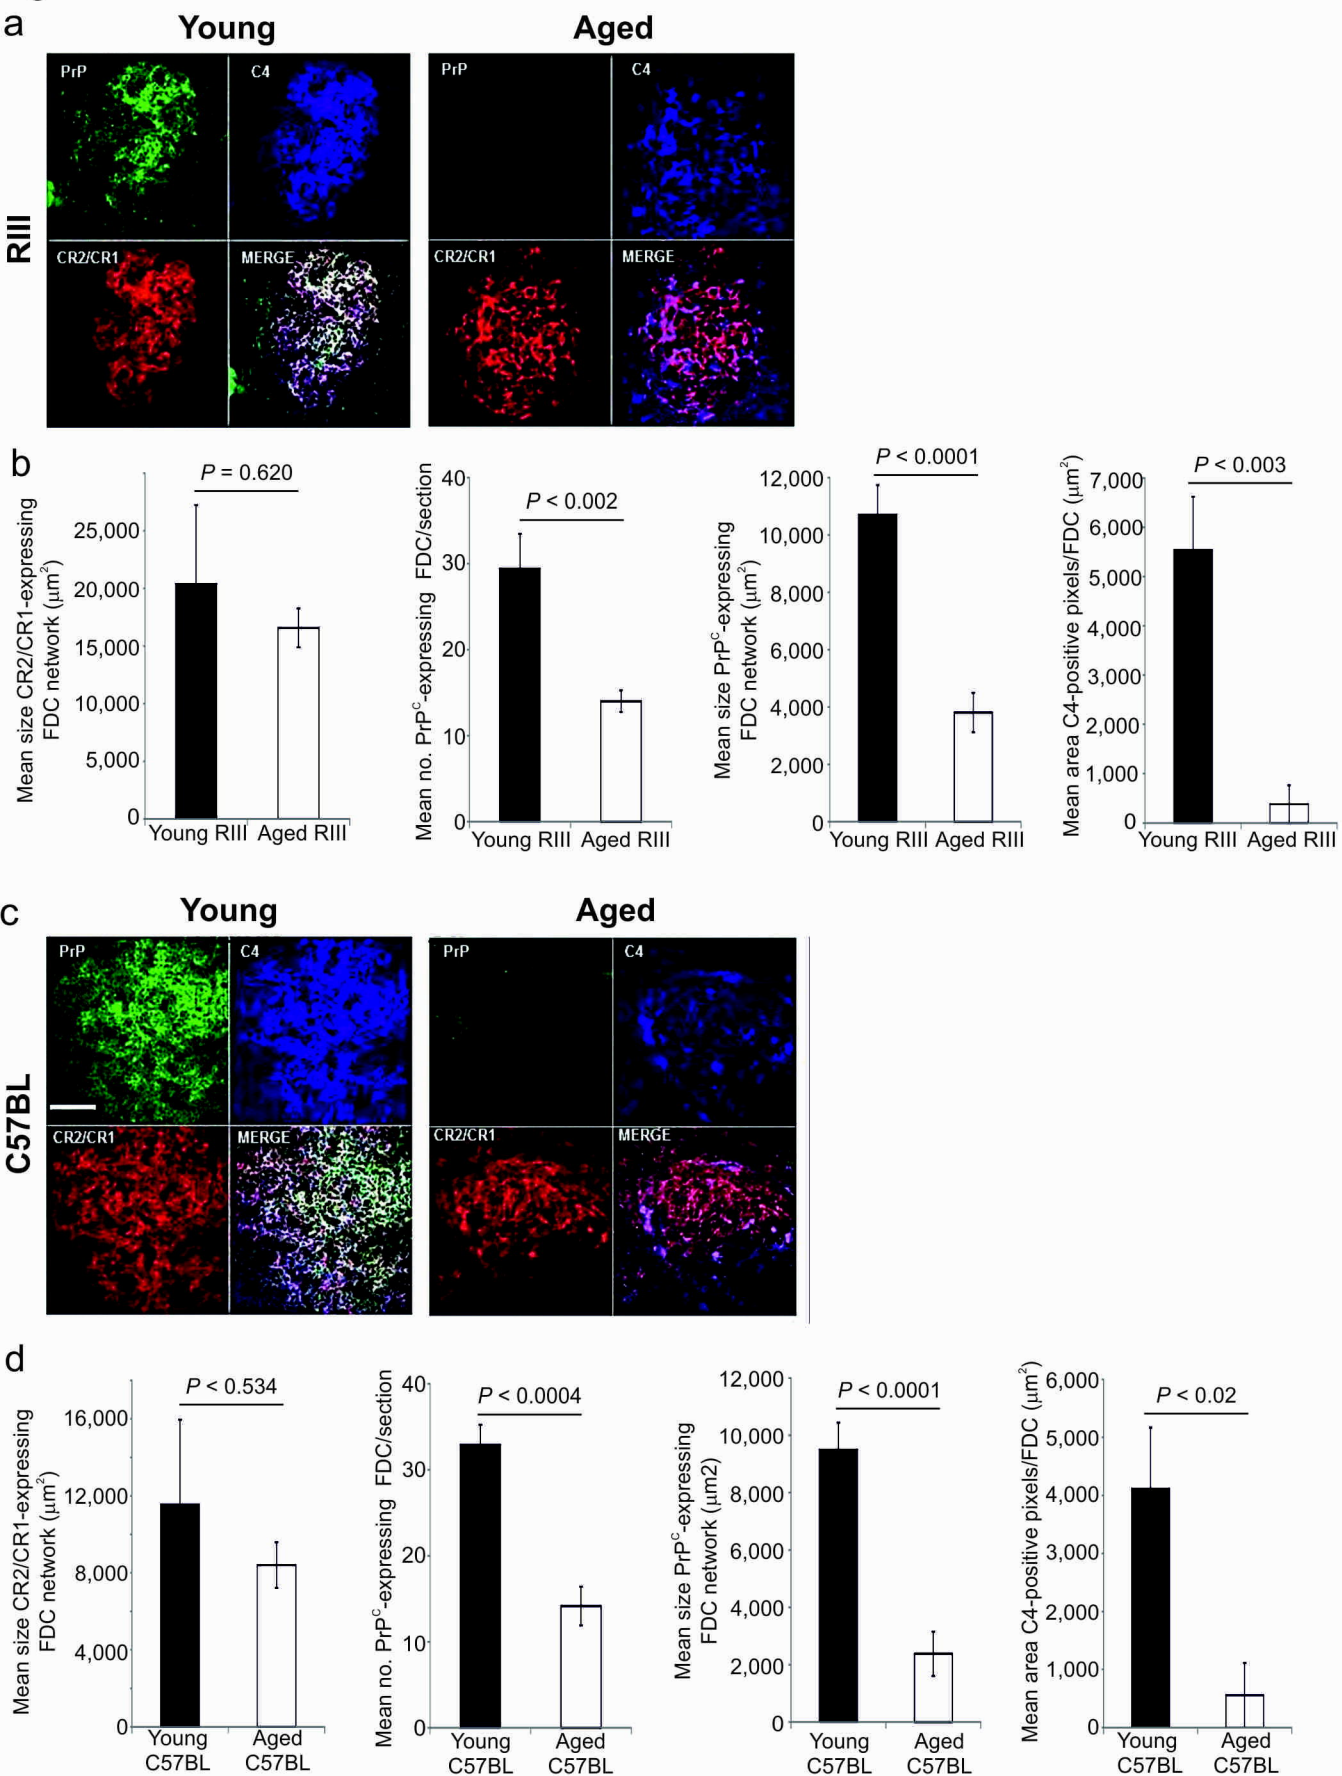 a
Young
Aged
RIII
PrP
C4
CR2/CR1
MERGE
PrP
C4
CR2/CR1
MERGE
b
Mean size CR2/CR1-expressing
FDC network (µm²)
25,000
20,000
15,000
10,000
5,000
0
P = 0.620
Young RIII
Aged RIII
Mean no. PrPᶜ-expressing FDC/section
40
30
20
10
0
P < 0.002
Young RIII
Aged RIII
Mean size PrPᶜ-expressing
FDC network (µm²)
12,000
10,000
8,000
6,000
4,000
2,000
0
P < 0.0001
Young RIII
Aged RIII
Mean area C4-positive pixels/FDC (µm²)
7,000
6,000
5,000
4,000
3,000
2,000
1,000
0
P < 0.003
Young RIII
Aged RIII
c
Young
Aged
C57BL
PrP
C4
CR2/CR1
MERGE
PrP
C4
CR2/CR1
MERGE
d
Mean size CR2/CR1-expressing
FDC network (µm²)
16,000
12,000
8,000
4,000
0
P < 0.534
Young
C57BL
Aged
C57BL
Mean no. PrPᶜ-expressing FDC/section
40
30
20
10
0
P < 0.0004
Young
C57BL
Aged
C57BL
Mean size PrPᶜ-expressing
FDC network (µm2)
12,000
10,000
8,000
6,000
4,000
2,000
0
P < 0.0001
Young
C57BL
Aged
C57BL
Mean area C4-positive pixels/FDC (µm²)
6,000
5,000
4,000
3,000
2,000
1,000
0
P < 0.02
Young
C57BL
Aged
C57BL